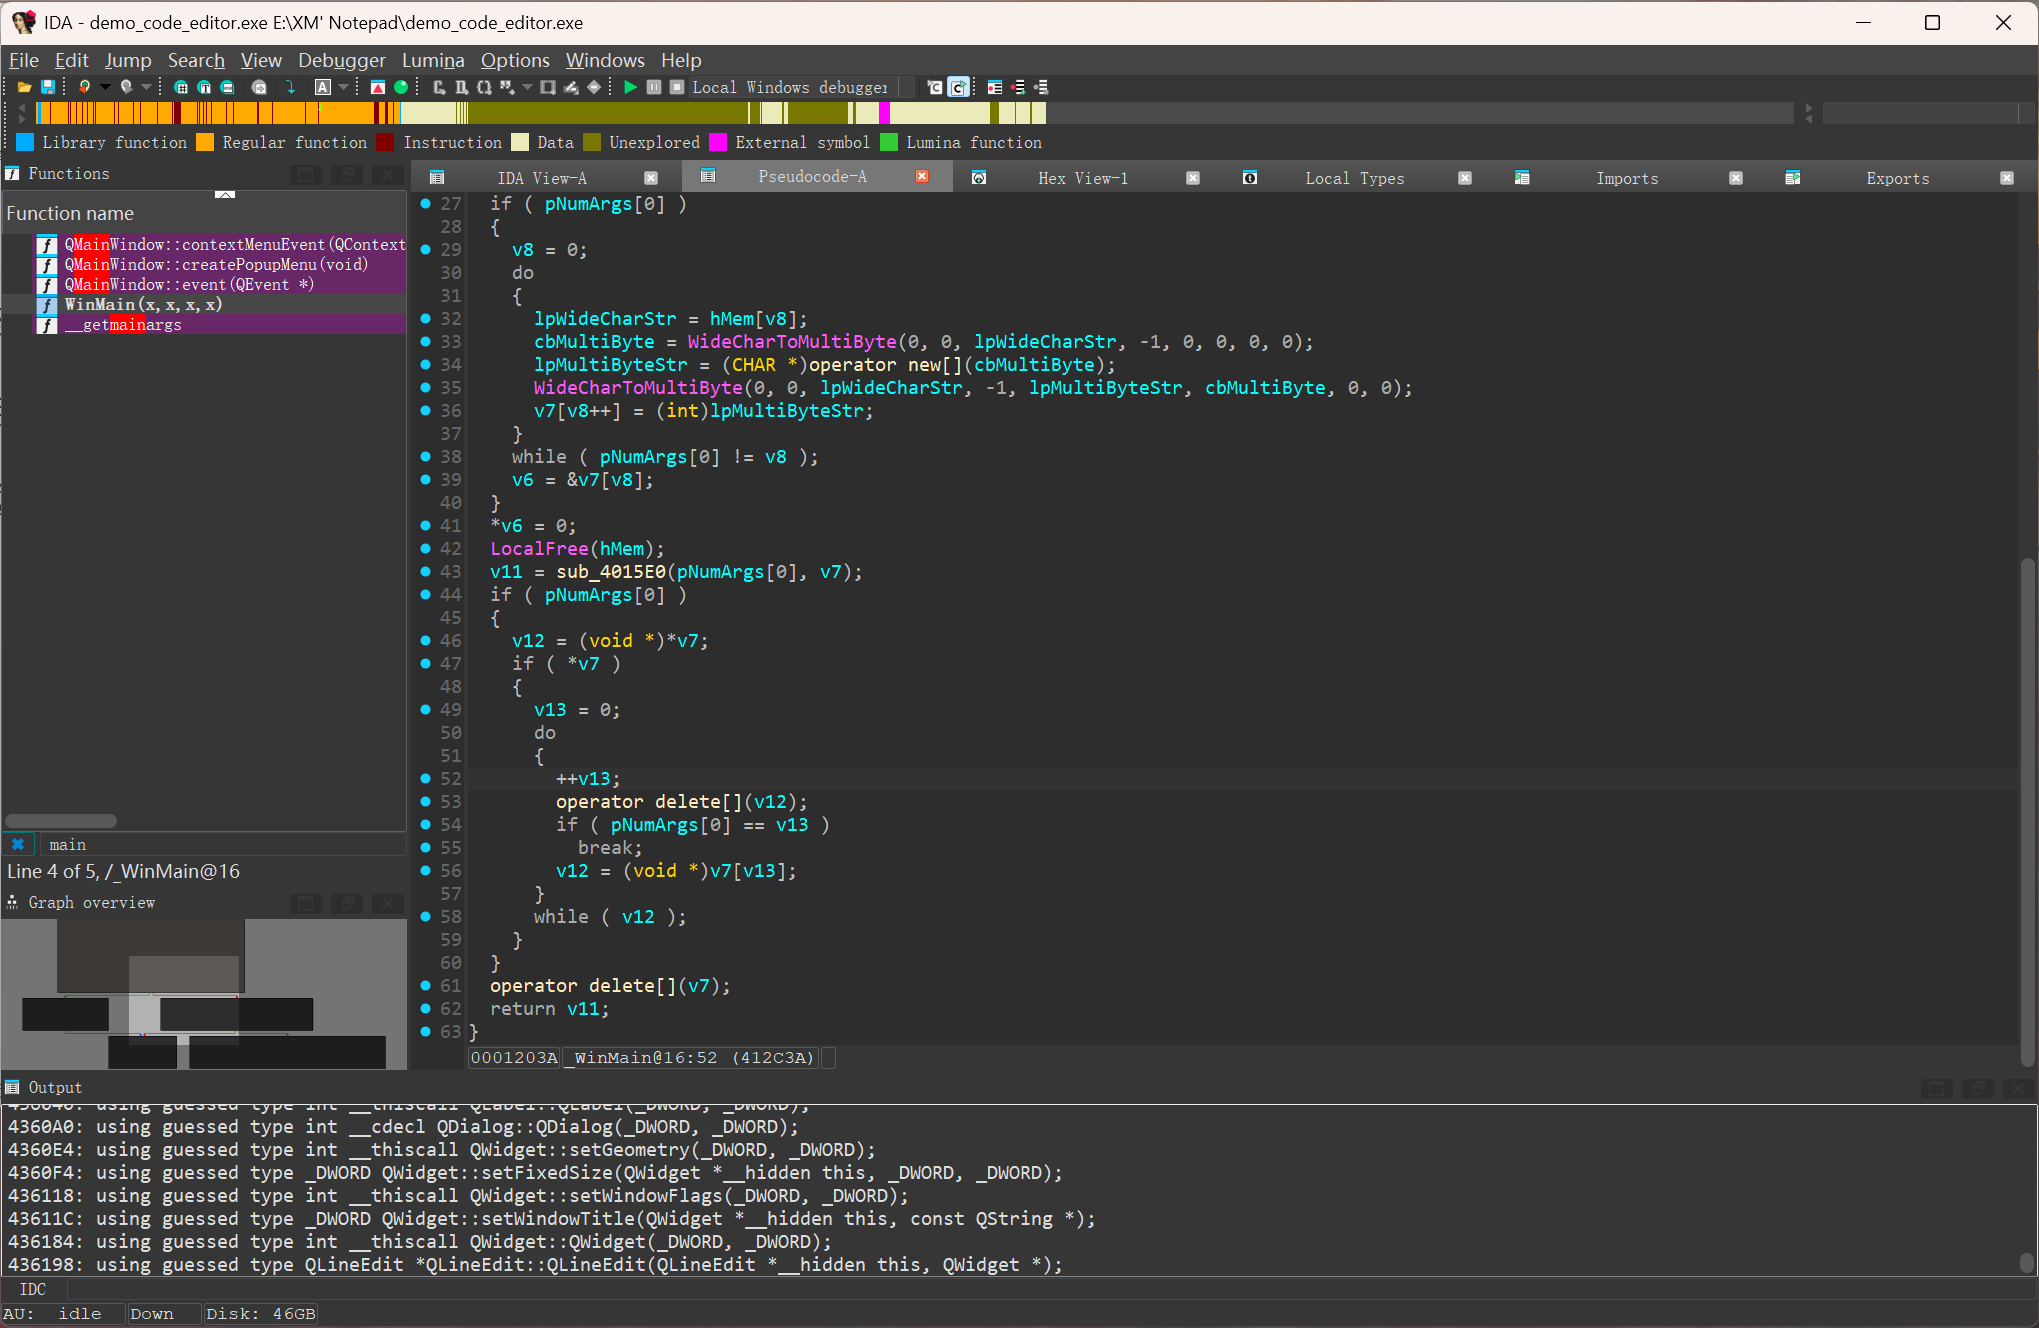 IDA - demo_code_editor.exe E:\XM' Notepad\demo_code_editor.exe
File Edit Jump Search View Debugger Lumina Options Windows Help
Local Windows debugger
Library function Regular function Instruction Data Unexplored External symbol Lumina function
Functions
Function name
QMainWindow::contextMenuEvent(QContext
QMainWindow::createPopupMenu(void)
QMainWindow::event(QEvent *)
WinMain(x,x,x,x)
__getmainargs
main
Line 4 of 5, /_WinMain@16
Graph overview
IDA View-A Pseudocode-A Hex View-1 Local Types Imports Exports
27 if ( pNumArgs[0] )
28 {
29 v8 = 0;
30 do
31 {
32 lpWideCharStr = hMem[v8];
33 cbMultiByte = WideCharToMultiByte(0, 0, lpWideCharStr, -1, 0, 0, 0, 0);
34 lpMultiByteStr = (CHAR *)operator new[](cbMultiByte);
35 WideCharToMultiByte(0, 0, lpWideCharStr, -1, lpMultiByteStr, cbMultiByte, 0, 0);
36 v7[v8++] = (int)lpMultiByteStr;
37 }
38 while ( pNumArgs[0] != v8 );
39 v6 = &v7[v8];
40 }
41 *v6 = 0;
42 LocalFree(hMem);
43 v11 = sub_4015E0(pNumArgs[0], v7);
44 if ( pNumArgs[0] )
45 {
46 v12 = (void *)*v7;
47 if ( *v7 )
48 {
49 v13 = 0;
50 do
51 {
52 ++v13;
53 operator delete[](v12);
54 if ( pNumArgs[0] == v13 )
55 break;
56 v12 = (void *)v7[v13];
57 }
58 while ( v12 );
59 }
60 }
61 operator delete[](v7);
62 return v11;
63 }
0001203A _WinMain@16:52 (412C3A)
Output
436040: using guessed type int __thiscall QLabel::QLabel(_DWORD, _DWORD);
4360A0: using guessed type int __cdecl QDialog::QDialog(_DWORD, _DWORD);
4360E4: using guessed type int __thiscall QWidget::setGeometry(_DWORD, _DWORD);
4360F4: using guessed type _DWORD QWidget::setFixedSize(QWidget *__hidden this, _DWORD, _DWORD);
436118: using guessed type int __thiscall QWidget::setWindowFlags(_DWORD, _DWORD);
43611C: using guessed type _DWORD QWidget::setWindowTitle(QWidget *__hidden this, const QString *);
436184: using guessed type int __thiscall QWidget::QWidget(_DWORD, _DWORD);
436198: using guessed type QLineEdit *QLineEdit::QLineEdit(QLineEdit *__hidden this, QWidget *);
IDC
AU: idle Down Disk: 46GB